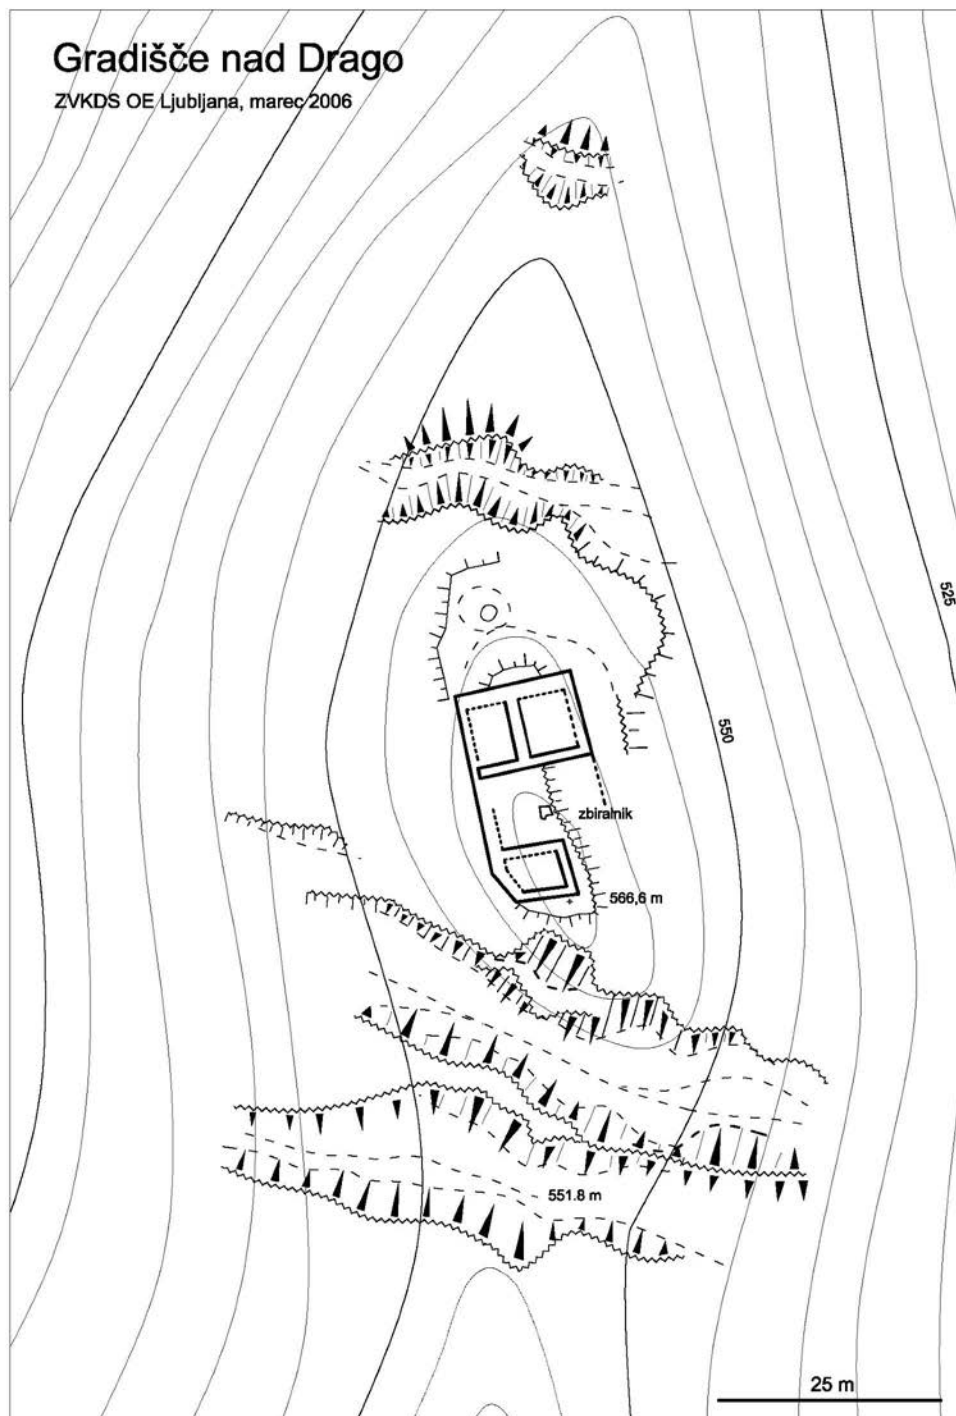 Gradišče nad Drago
ZVKDS OE Ljubljana, marec 2006
525
550
zbiralnik
566,6 m
551.8 m
25 m